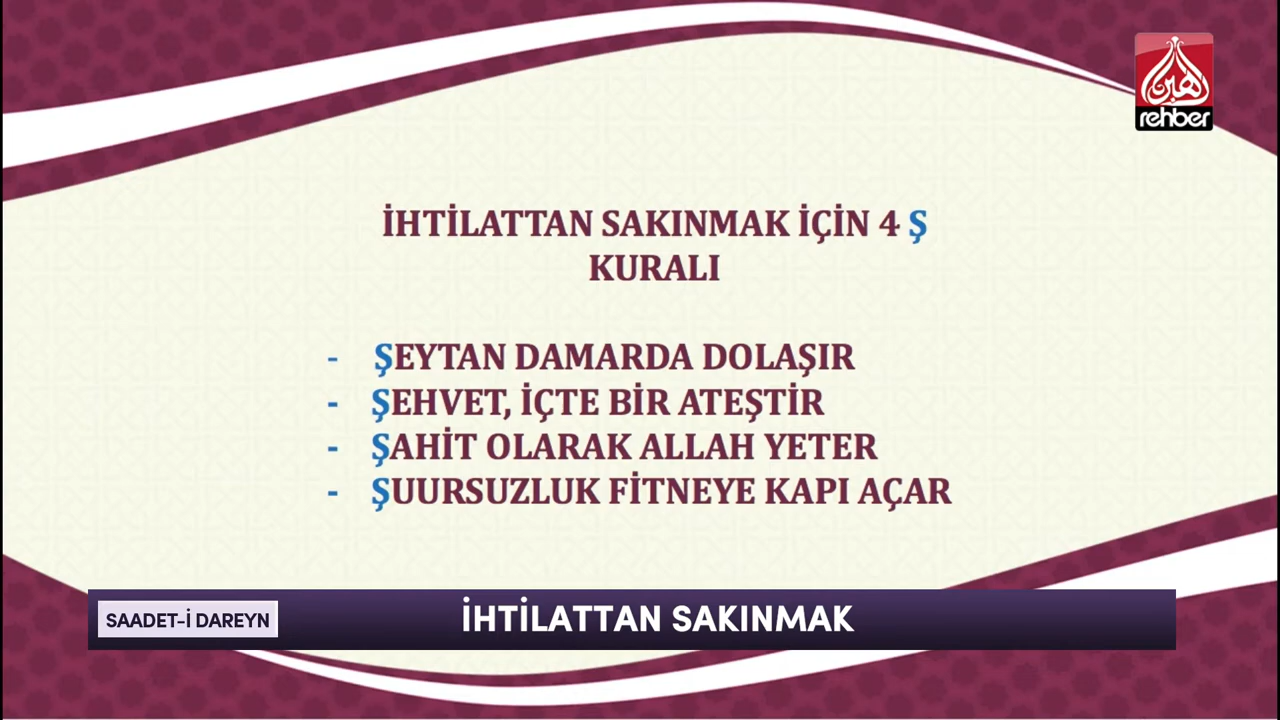 رهبر
rehber
İHTİLATTAN SAKINMAK İÇİN 4 Ş
KURALI
- ŞEYTAN DAMARDA DOLAŞIR
- ŞEHVET, İÇTE BİR ATEŞTİR
- ŞAHİT OLARAK ALLAH YETER
- ŞUURSUZLUK FİTNEYE KAPI AÇAR
SAADET-İ DAREYN
İHTİLATTAN SAKINMAK